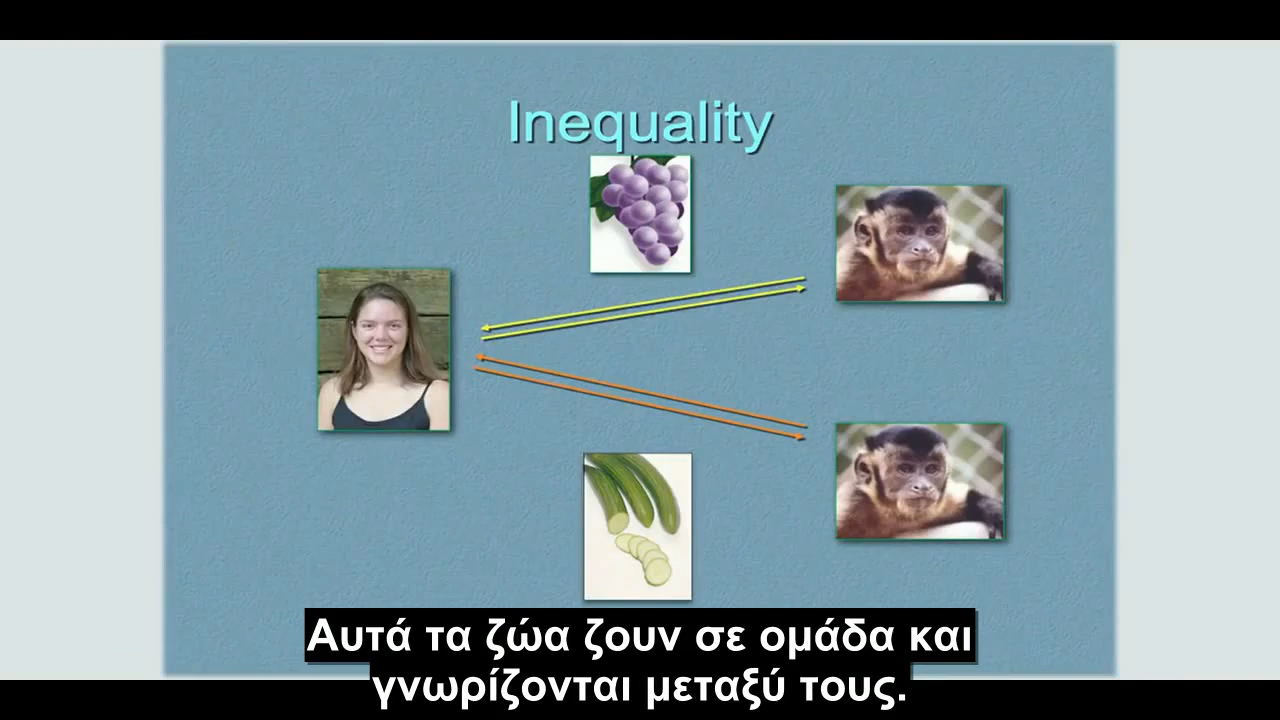 Inequality
Αυτά τα ζώα ζουν σε ομάδα και
γνωρίζονται μεταξύ τους.